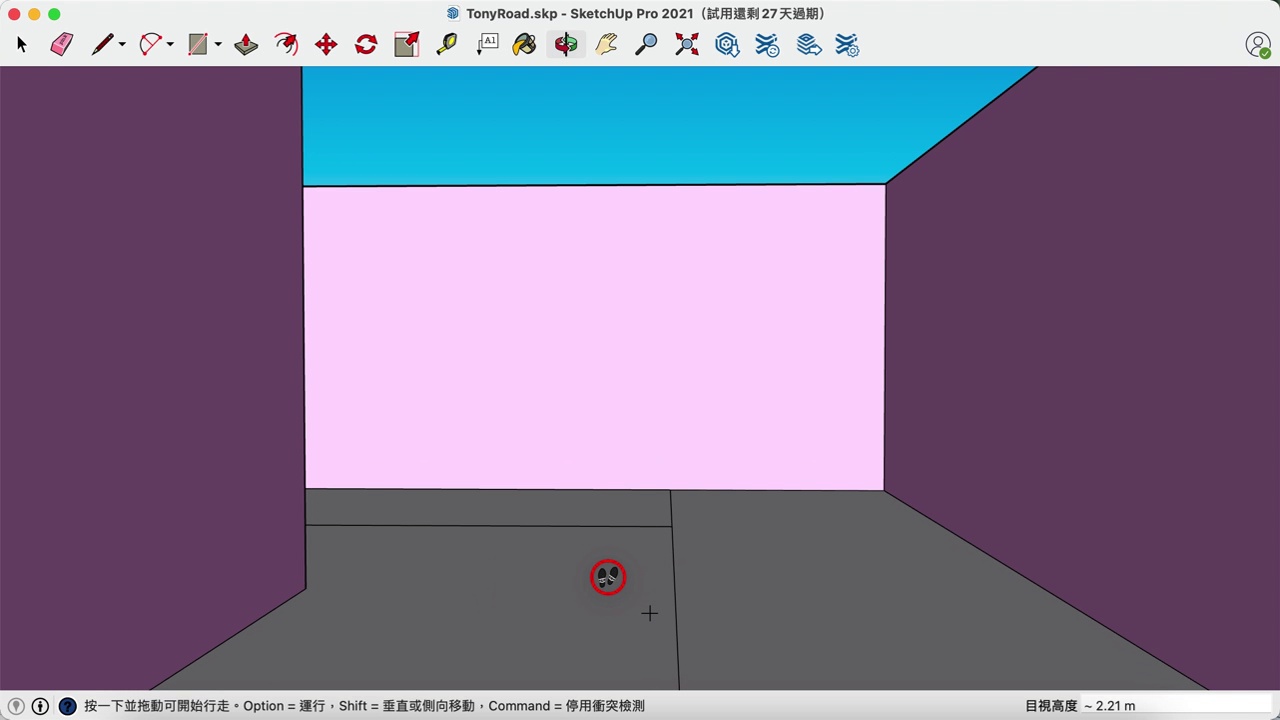 TonyRoad.skp - SketchUp Pro 2021（試用還剩 27 天過期）
A1
按一下並拖動可開始行走。Option = 運行，Shift = 垂直或側向移動，Command = 停用衝突檢測
目視高度 ~ 2.21 m